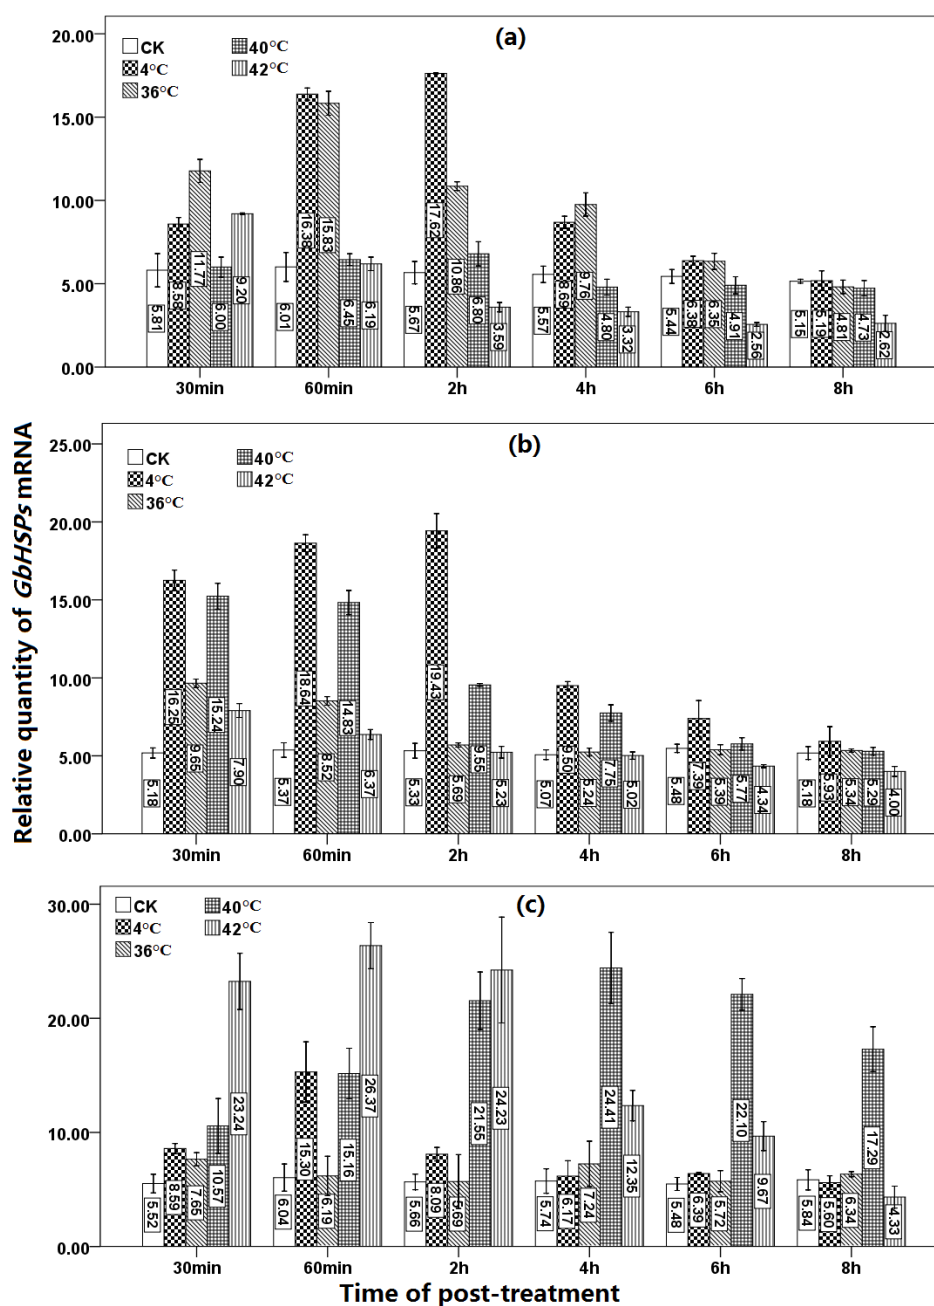 Relative quantity of GbHSPs mRNA
(a)
20.00
15.00
10.00
5.00
0.00
CK
4°C
36°C
40°C
42°C
5.81 8.58 11.77 6.00 9.20
6.01 16.38 15.83 6.45 6.19
5.67 17.62 10.86 6.80 3.59
5.57 8.69 9.76 4.80 3.32
5.44 6.38 6.35 4.91 2.56
5.15 5.19 4.81 4.73 2.62
30min 60min 2h 4h 6h 8h
(b)
25.00
20.00
15.00
10.00
5.00
0.00
CK
4°C
36°C
40°C
42°C
5.18 16.25 9.65 15.24 7.90
5.37 18.64 8.52 14.83 6.37
5.33 19.43 5.69 9.55 5.23
5.07 9.50 5.24 7.75 5.02
5.48 7.39 5.39 5.77 4.34
5.18 5.93 5.34 5.29 4.00
30min 60min 2h 4h 6h 8h
(c)
30.00
20.00
10.00
0.00
CK
4°C
36°C
40°C
42°C
5.52 8.59 7.65 10.57 23.24
6.04 15.30 6.19 15.16 26.37
5.66 8.09 5.69 21.55 24.23
5.74 6.17 7.24 24.41 12.35
5.48 6.39 5.72 22.10 9.67
5.84 5.60 6.34 17.29 4.33
30min 60min 2h 4h 6h 8h
Time of post-treatment